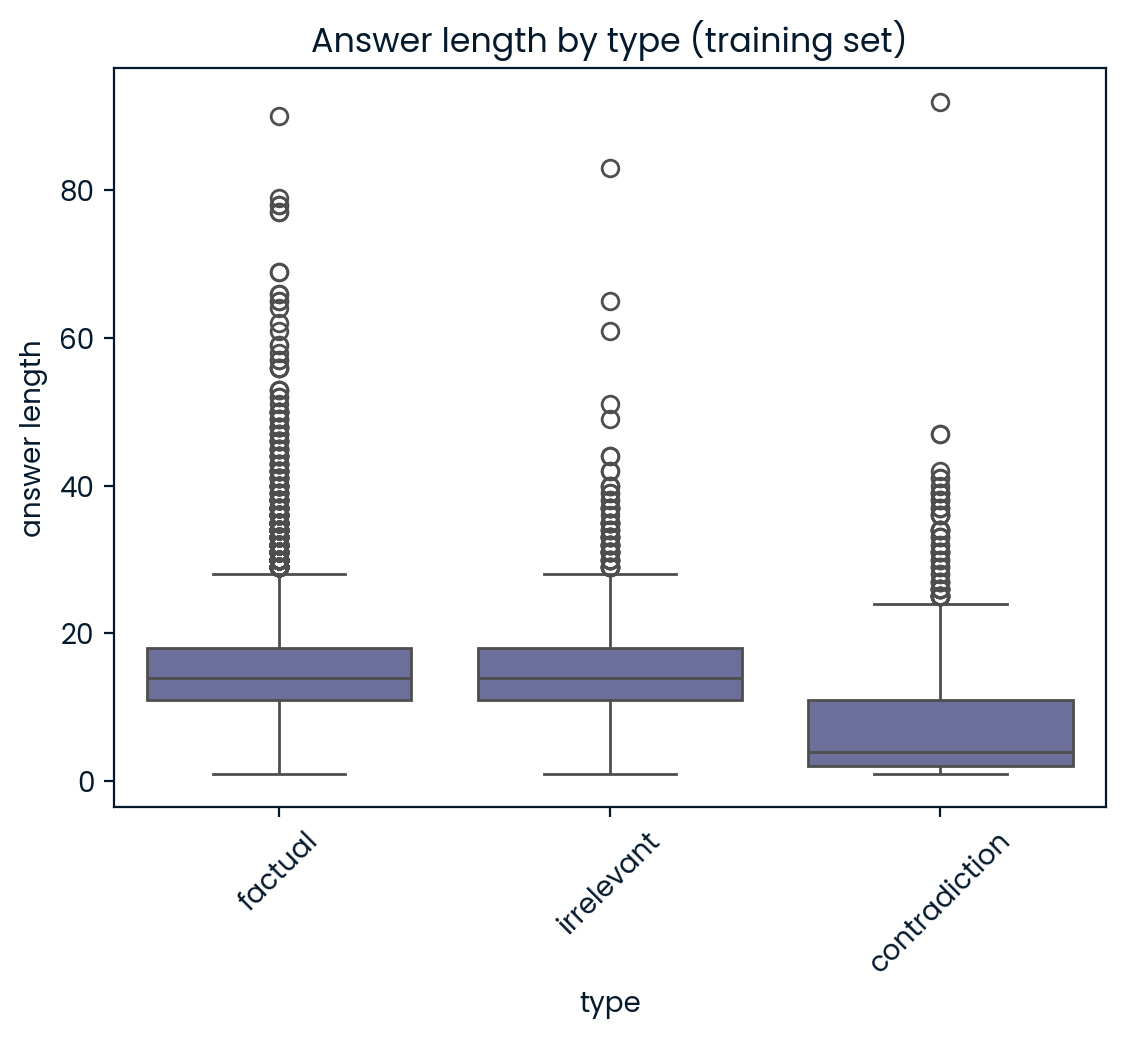 Answer length by type (training set)
answer length
80
60
40
20
0
factual
irrelevant
contradiction
type